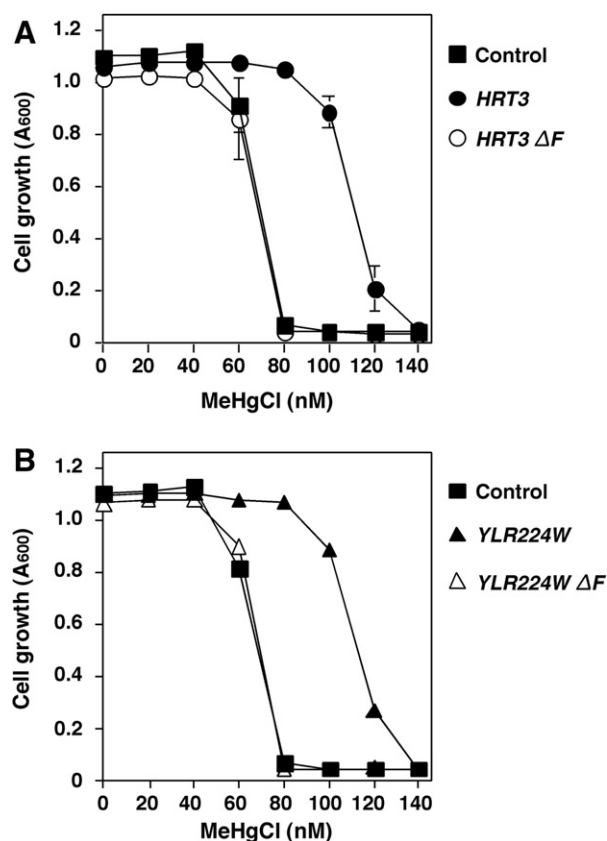 A
Cell growth (A600)
1.2
1.0
0.8
0.6
0.4
0.2
0
0 20 40 60 80 100 120 140
MeHgCl (nM)
Control
HRT3
HRT3 ΔF
B
Cell growth (A600)
1.2
1.0
0.8
0.6
0.4
0.2
0
0 20 40 60 80 100 120 140
MeHgCl (nM)
Control
YLR224W
YLR224W ΔF